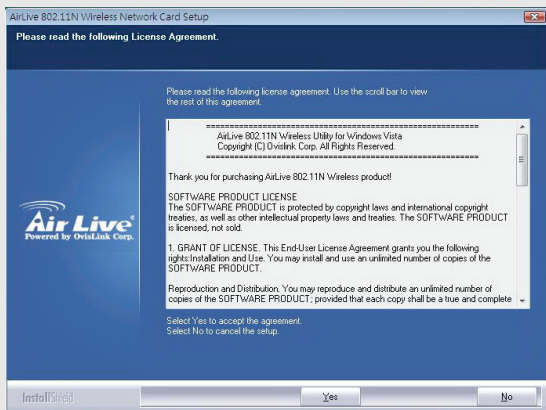 AirLive 802.11N Wireless Network Card Setup
Please read the following License Agreement.
Please read the following license agreement. Use the scroll bar to view
the rest of this agreement.
==========================================================
AirLive 802.11N Wireless Utility for Windows Vista
Copyright (C) Ovislink Corp. All Rights Reserved.
==========================================================
Thank you for purchasing AirLive 802.11N Wireless product!
SOFTWARE PRODUCT LICENSE
The SOFTWARE PRODUCT is protected by copyright laws and international copyright
treaties, as well as other intellectual property laws and treaties. The SOFTWARE PRODUCT
is licensed, not sold.
1. GRANT OF LICENSE. This End-User License Agreement grants you the following
rights:Installation and Use. You may install and use an unlimited number of copies of the
SOFTWARE PRODUCT.
Reproduction and Distribution. You may reproduce and distribute an unlimited number of
copies of the SOFTWARE PRODUCT; provided that each copy shall be a true and complete
Air Live®
Powered by OvisLink Corp.
Select Yes to accept the agreement.
Select No to cancel the setup.
InstallShield
Yes
No